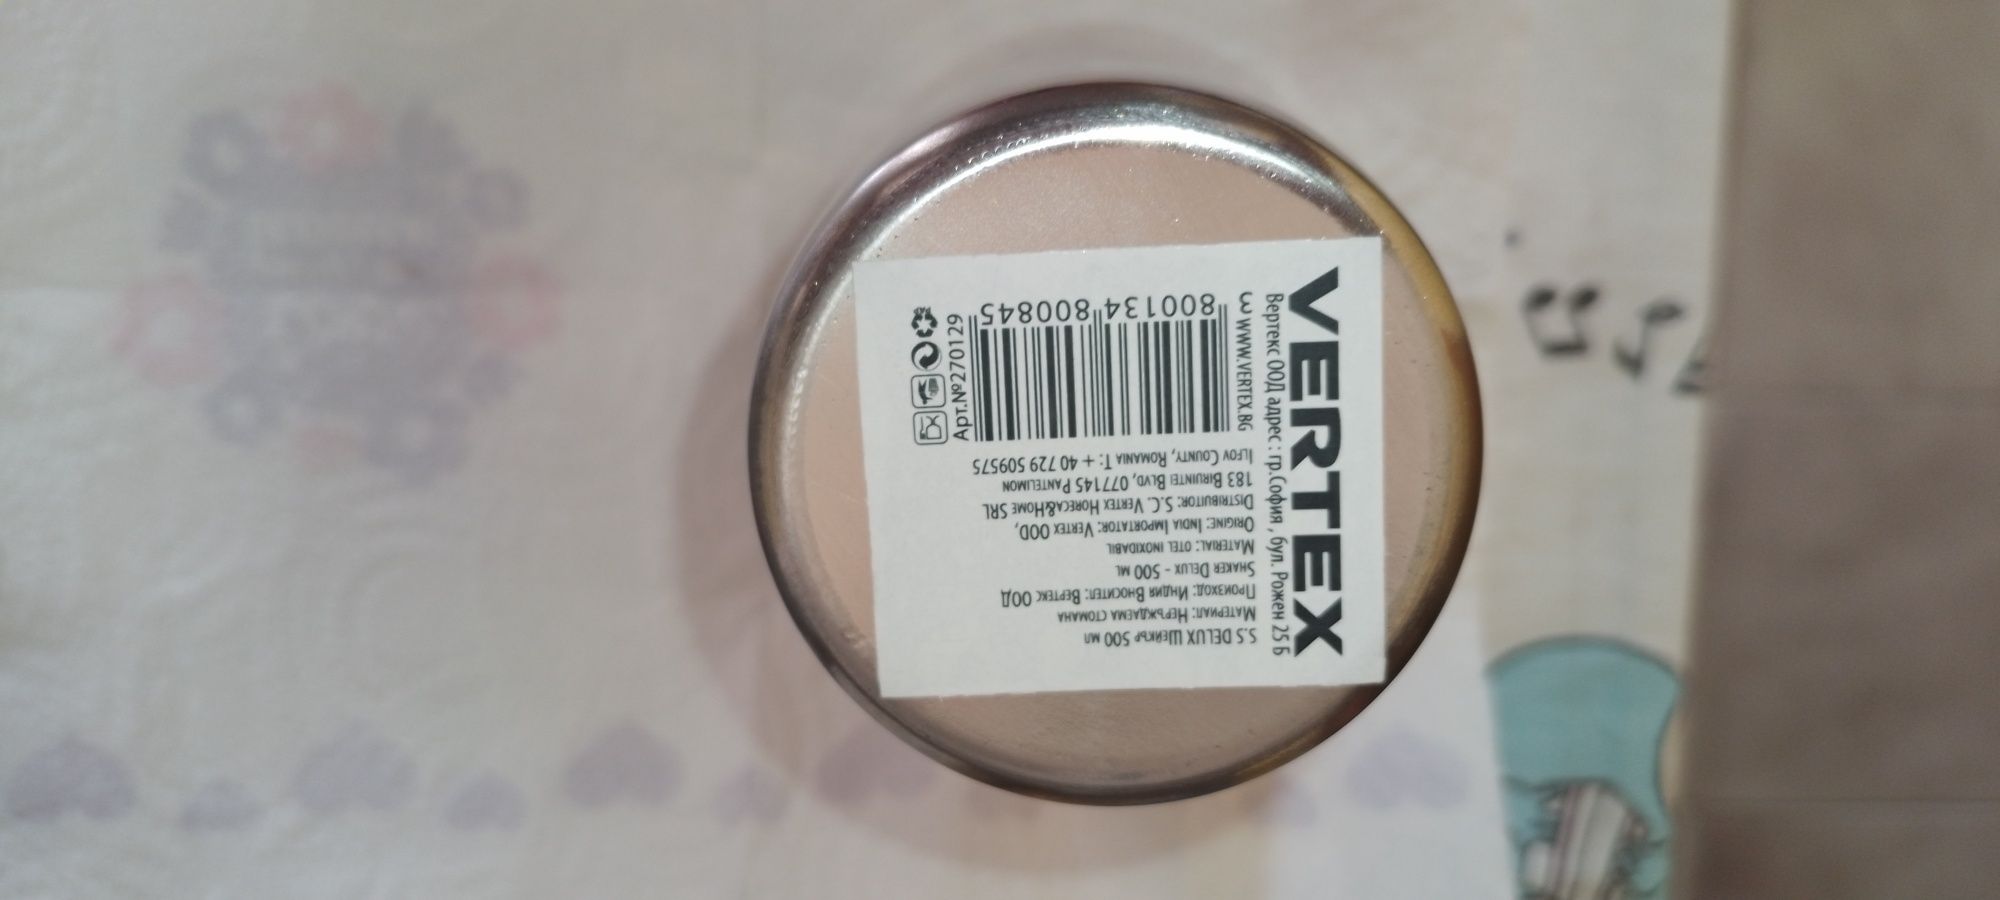 VERTEX
Вертекс ООД адрес: гр.София, бул. Рожен 25 Б
S.S DELUX Шейкър 500 мл
Материал: Неръждаема стомана
Произход: Индия Вносител: Вертекс ООД
Shaker Delux - 500 ml
Material: otel inoxidabil
Origine: India Importator: Vertex OOD,
Distribuitor: S.C. Vertex Horeca&Home SRL
183 Biruintei Blvd, 077145 Pantelimon
Ilfov County, Romania T: + 40 729 509575
WWW.VERTEX.BG
3 800134 800845
Арт.№270129